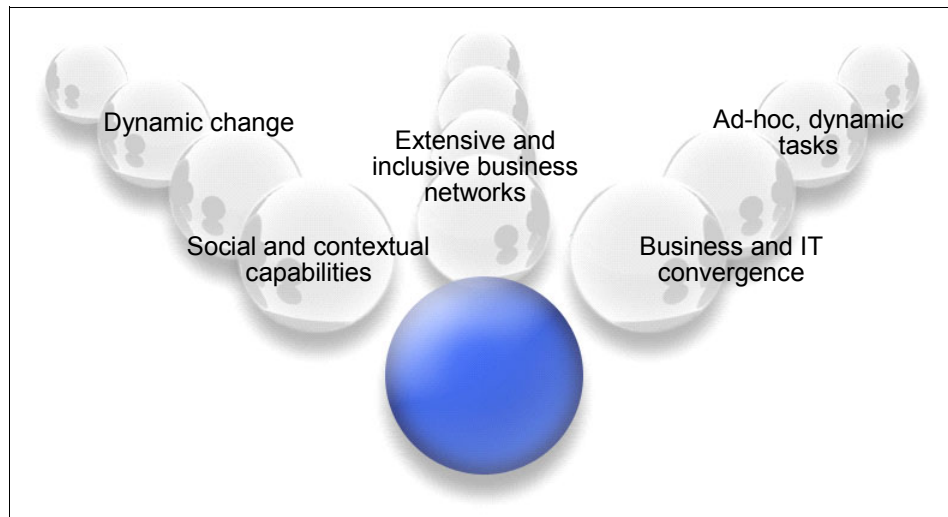 Dynamic change
Extensive and
inclusive business
networks
Ad-hoc, dynamic
tasks
Social and contextual
capabilities
Business and IT
convergence